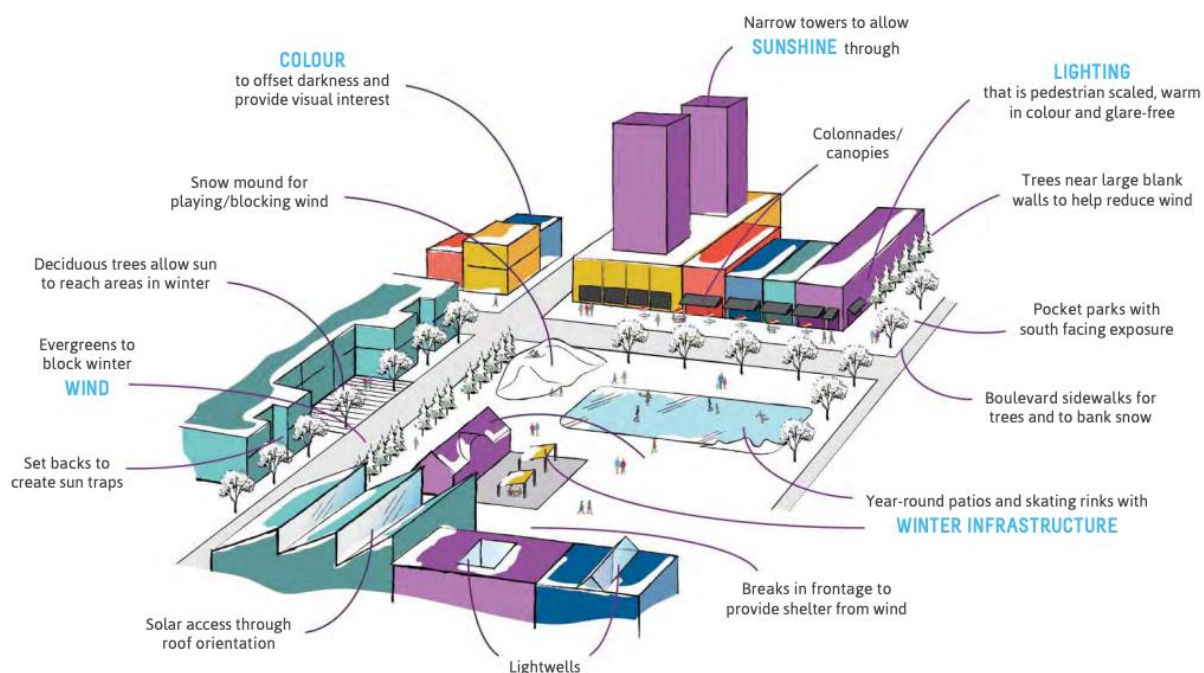 Narrow towers to allow
SUNSHINE through
COLOUR
to offset darkness and
provide visual interest
LIGHTING
that is pedestrian scaled, warm
in colour and glare-free
Colonnades/
canopies
Snow mound for
playing/blocking wind
Trees near large blank
walls to help reduce wind
Deciduous trees allow sun
to reach areas in winter
Pocket parks with
south facing exposure
Evergreens to
block winter
WIND
Boulevard sidewalks for
trees and to bank snow
Set backs to
create sun traps
Year-round patios and skating rinks with
WINTER INFRASTRUCTURE
Breaks in frontage to
provide shelter from wind
Solar access through
roof orientation
Lightwells